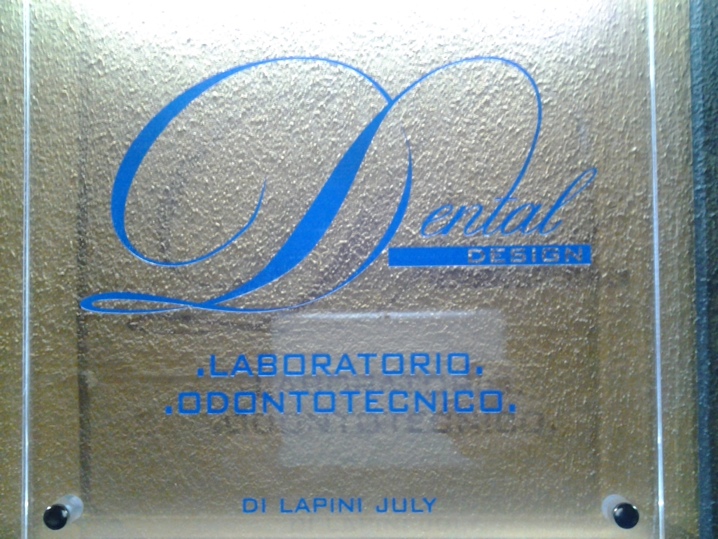 Dental
DESIGN
.LABORATORIO.
.ODONTOTECNICO.
DI LAPINI JULY